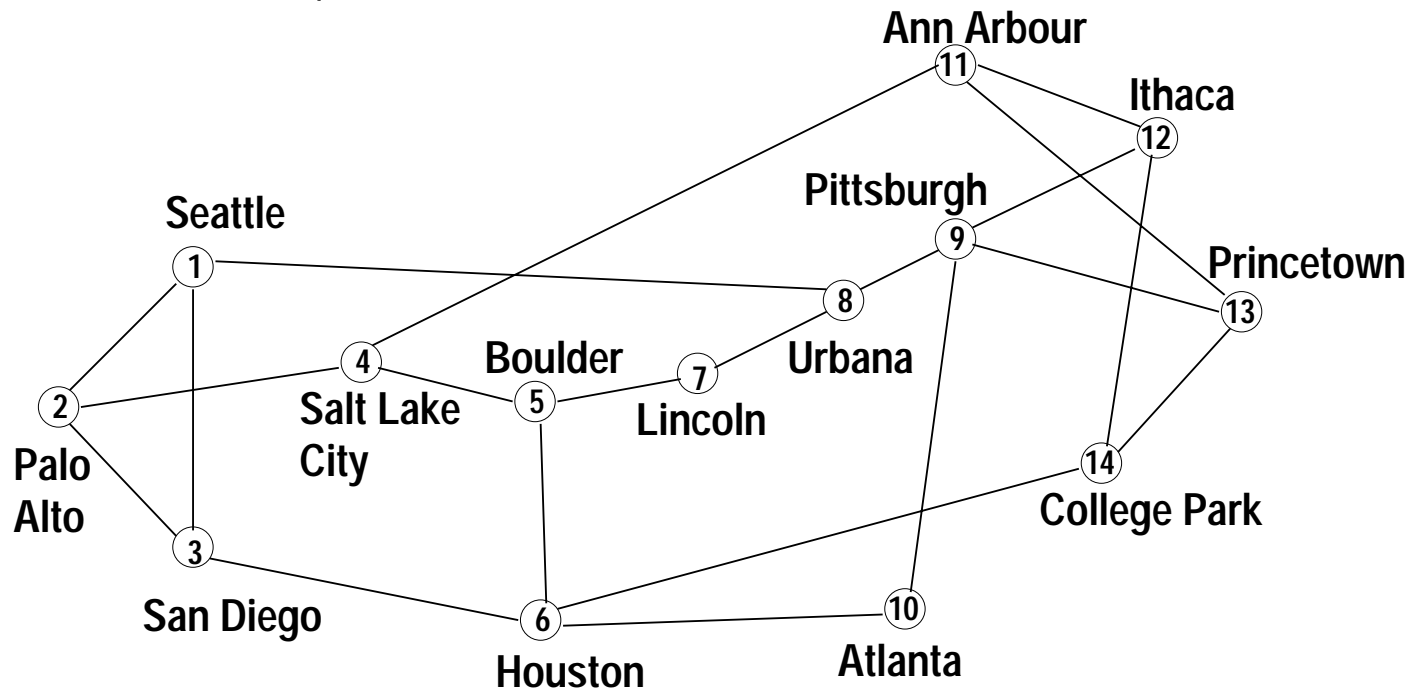 Ann Arbour
11
Ithaca
12
Pittsburgh
9
Seattle
1
Princetown
13
8
Urbana
4
Salt Lake
City
Boulder
5
7
Lincoln
2
Palo
Alto
14
College Park
3
San Diego
6
Houston
10
Atlanta